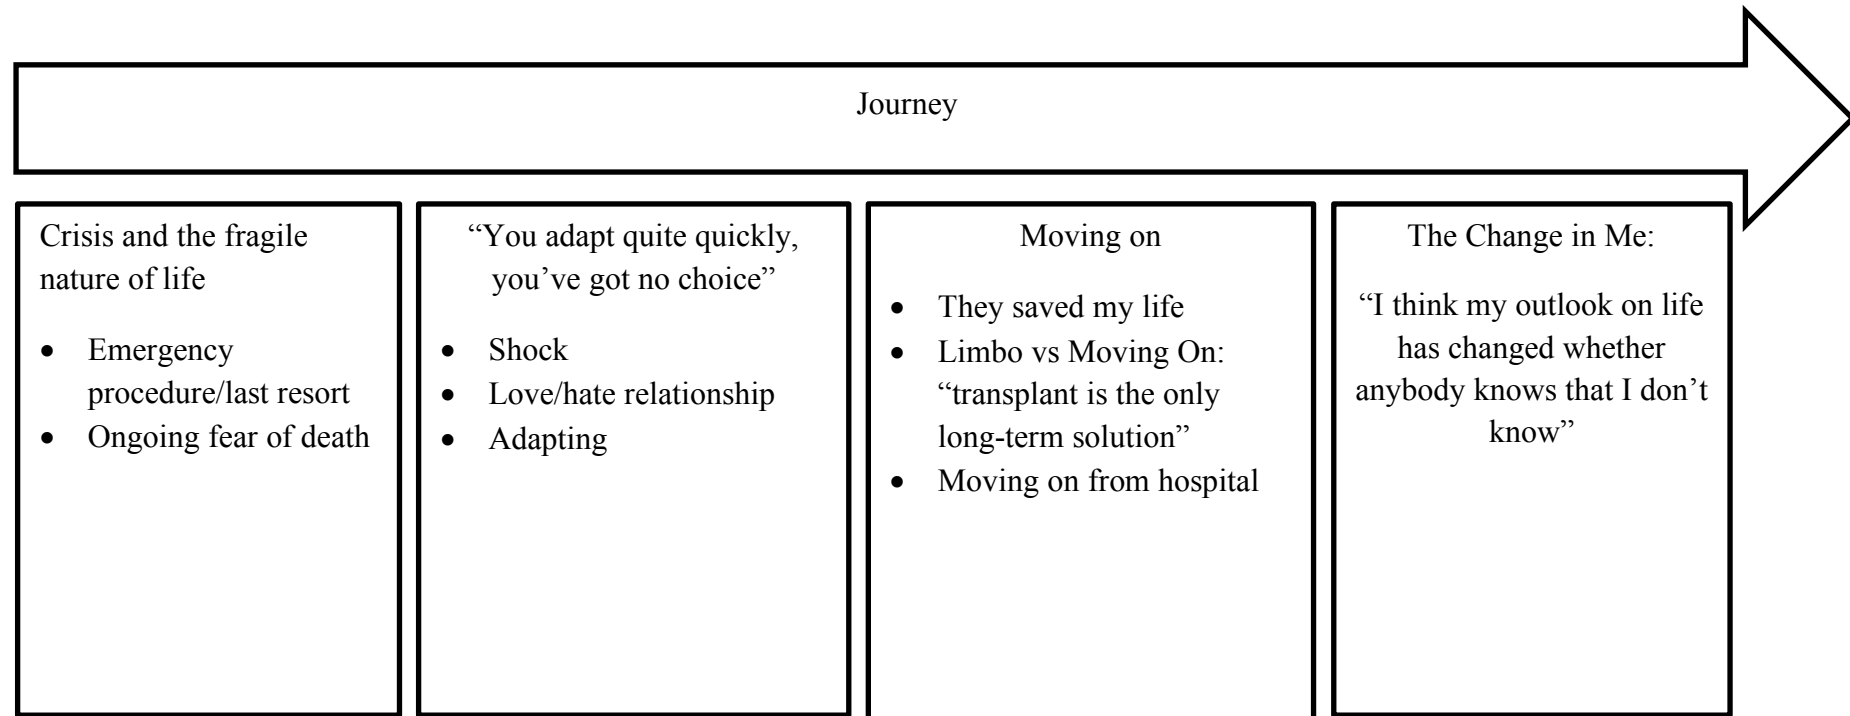 Journey
Crisis and the fragile
nature of life
• Emergency
procedure/last resort
• Ongoing fear of death
“You adapt quite quickly,
you’ve got no choice”
• Shock
• Love/hate relationship
• Adapting
Moving on
• They saved my life
• Limbo vs Moving On:
“transplant is the only
long-term solution”
• Moving on from hospital
The Change in Me:
“I think my outlook on life
has changed whether
anybody knows that I don’t
know”